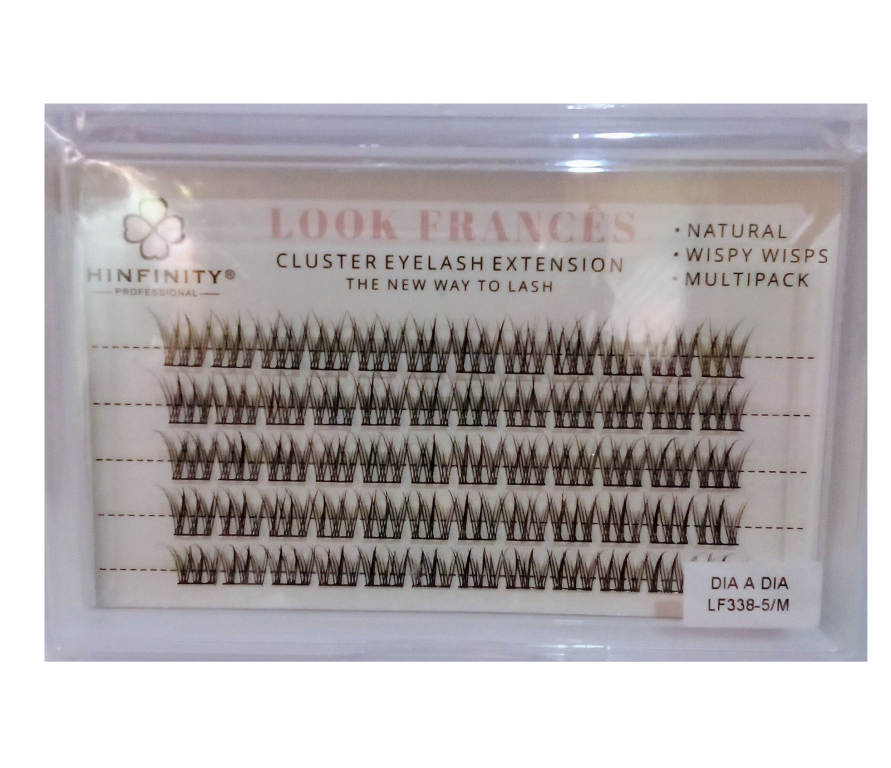 LOOK FRANCÊS
CLUSTER EYELASH EXTENSION
THE NEW WAY TO LASH
HINFINITY®
PROFESSIONAL
• NATURAL
• WISPY WISPS
• MULTIPACK
DIA A DIA
LF338-5/M